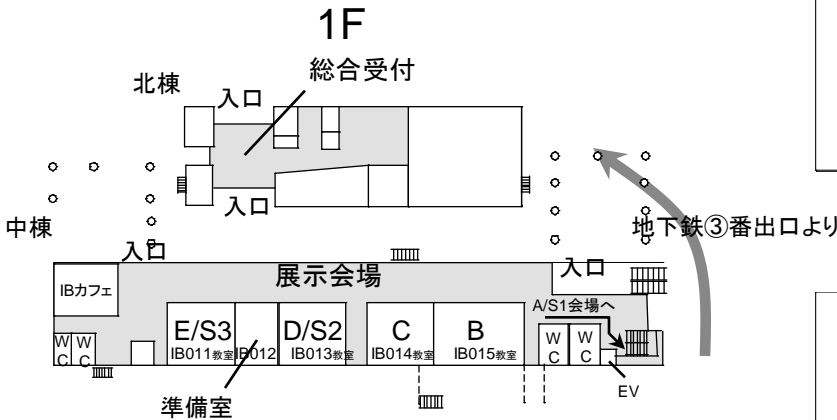 1F
総合受付
北棟
入口
入口
中棟
地下鉄③番出口より
入口
展示会場
入口
IBカフェ
A/S1会場へ
E/S3
D/S2
C
B
IB011教室
IB012
IB013教室
IB014教室
IB015教室
WC
WC
WC
WC
EV
準備室